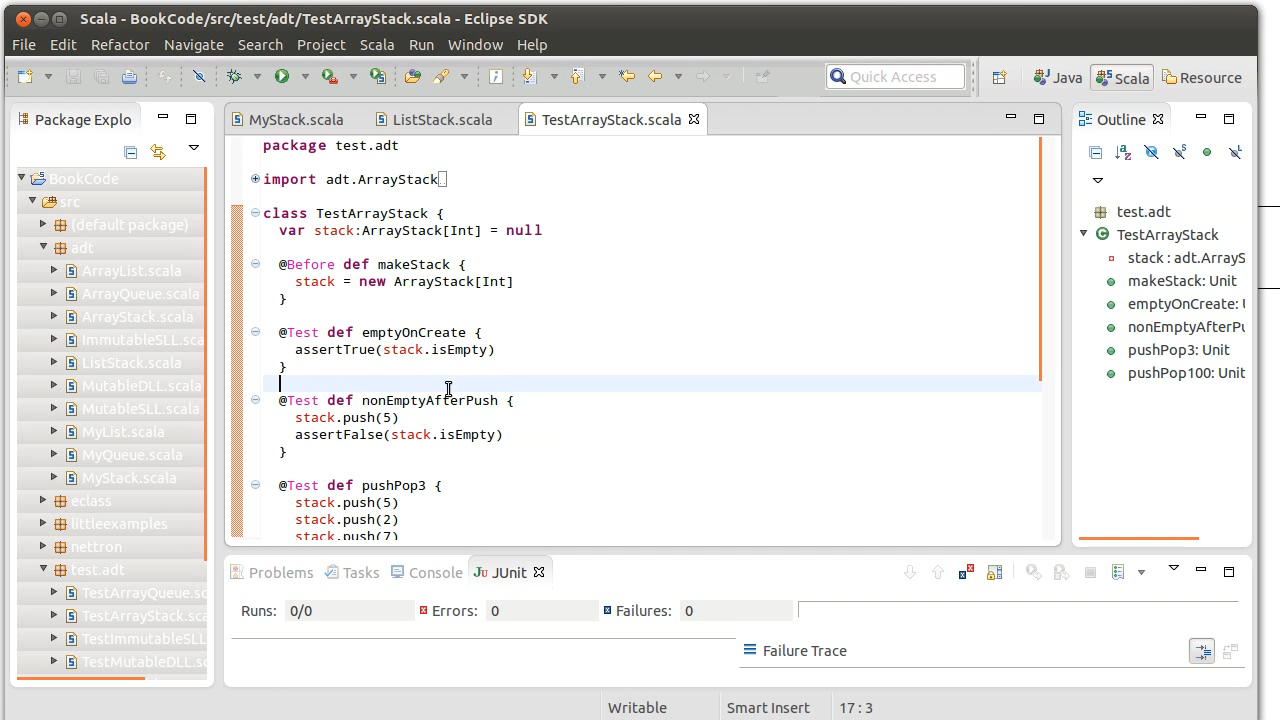 Scala - BookCode/src/test/adt/TestArrayStack.scala - Eclipse SDK
File Edit Refactor Navigate Search Project Scala Run Window Help
Quick Access
Java
Scala
Resource
Package Explo
BookCode
src
(default package)
adt
ArrayList.scala
ArrayQueue.scala
ArrayStack.scala
ImmutableSLL.sca
ListStack.scala
MutableDLL.scala
MutableSLL.scala
MyList.scala
MyQueue.scala
MyStack.scala
eclass
littleexamples
nettron
test.adt
TestArrayQueue.sc
TestArrayStack.sca
TestImmutableSLL
TestMutableDLL.sc
MyStack.scala
ListStack.scala
TestArrayStack.scala
package test.adt
import adt.ArrayStack
class TestArrayStack {
var stack:ArrayStack[Int] = null
@Before def makeStack {
stack = new ArrayStack[Int]
}
@Test def emptyOnCreate {
assertTrue(stack.isEmpty)
}
@Test def nonEmptyAfterPush {
stack.push(5)
assertFalse(stack.isEmpty)
}
@Test def pushPop3 {
stack.push(5)
stack.push(2)
stack.push(7)
Outline
test.adt
TestArrayStack
stack : adt.ArrayS
makeStack: Unit
emptyOnCreate: U
nonEmptyAfterPu
pushPop3: Unit
pushPop100: Unit
Problems
Tasks
Console
JUnit
Runs: 0/0
Errors: 0
Failures: 0
Failure Trace
Writable
Smart Insert
17 : 3